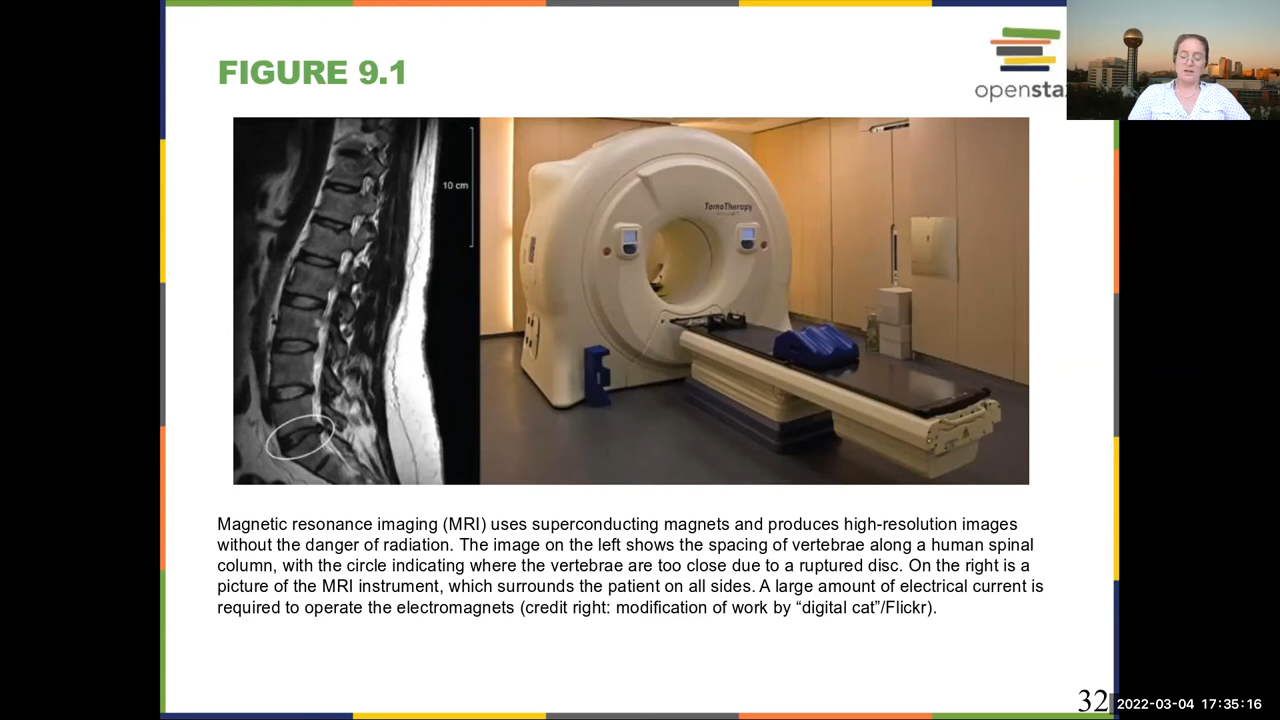 FIGURE 9.1
openstax
10 cm
TomoTherapy
Magnetic resonance imaging (MRI) uses superconducting magnets and produces high-resolution images
without the danger of radiation. The image on the left shows the spacing of vertebrae along a human spinal
column, with the circle indicating where the vertebrae are too close due to a ruptured disc. On the right is a
picture of the MRI instrument, which surrounds the patient on all sides. A large amount of electrical current is
required to operate the electromagnets (credit right: modification of work by “digital cat”/Flickr).
32
2022-03-04 17:35:16